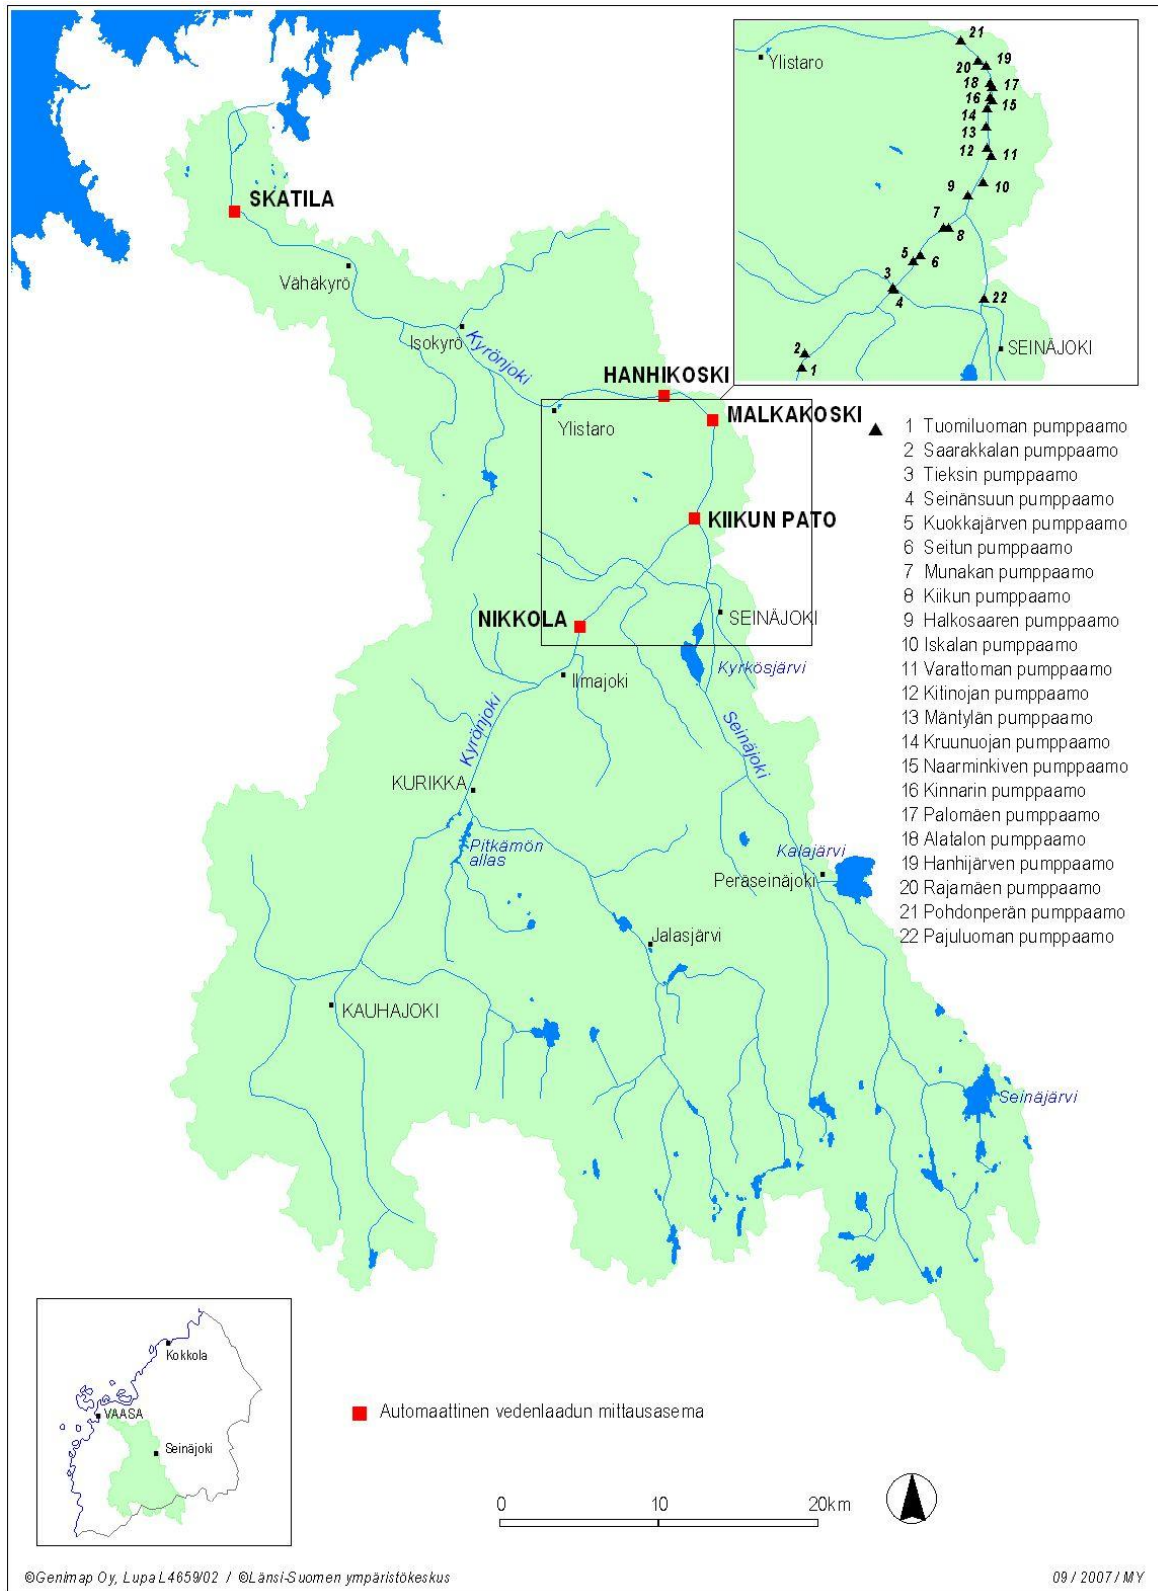 21
Ylistaro
19
20
18
17
16
15
14
13
12
11
10
9
7
8
5
6
3
4
22
SEINÄJOKI
2
1
SKATILA
Vähäkyrö
Isokyrö
Kyrönjoki
HANHIKOSKI
MALKAKOSKI
Ylistaro
KIIKUN PATO
NIKKOLA
SEINÄJOKI
Kyrkösjärvi
Ilmajoki
Kyrönjoki
Seinäjoki
KURIKKA
Pitkämön
allas
Kalajärvi
Peräseinäjoki
Jalasjärvi
KAUHAJOKI
Seinäjärvi
1 Tuomiluoman pumppaamo
2 Saarakkalan pumppaamo
3 Tieksin pumppaamo
4 Seinänsuun pumppaamo
5 Kuokkajärven pumppaamo
6 Seitun pumppaamo
7 Munakan pumppaamo
8 Kiikun pumppaamo
9 Halkosaaren pumppaamo
10 Iskalan pumppaamo
11 Varattoman pumppaamo
12 Kitinojan pumppaamo
13 Mäntylän pumppaamo
14 Kruunuojan pumppaamo
15 Naarminkiven pumppaamo
16 Kinnarin pumppaamo
17 Palomäen pumppaamo
18 Alatalon pumppaamo
19 Hanhijärven pumppaamo
20 Rajamäen pumppaamo
21 Pohdonperän pumppaamo
22 Pajuluoman pumppaamo
Kokkola
VAASA
Seinäjoki
Automaattinen vedenlaadun mittausasema
0 10 20km
©Genimap Oy, Lupa L4659/02 / ©Länsi-Suomen ympäristökeskus
09 / 2007 / MY